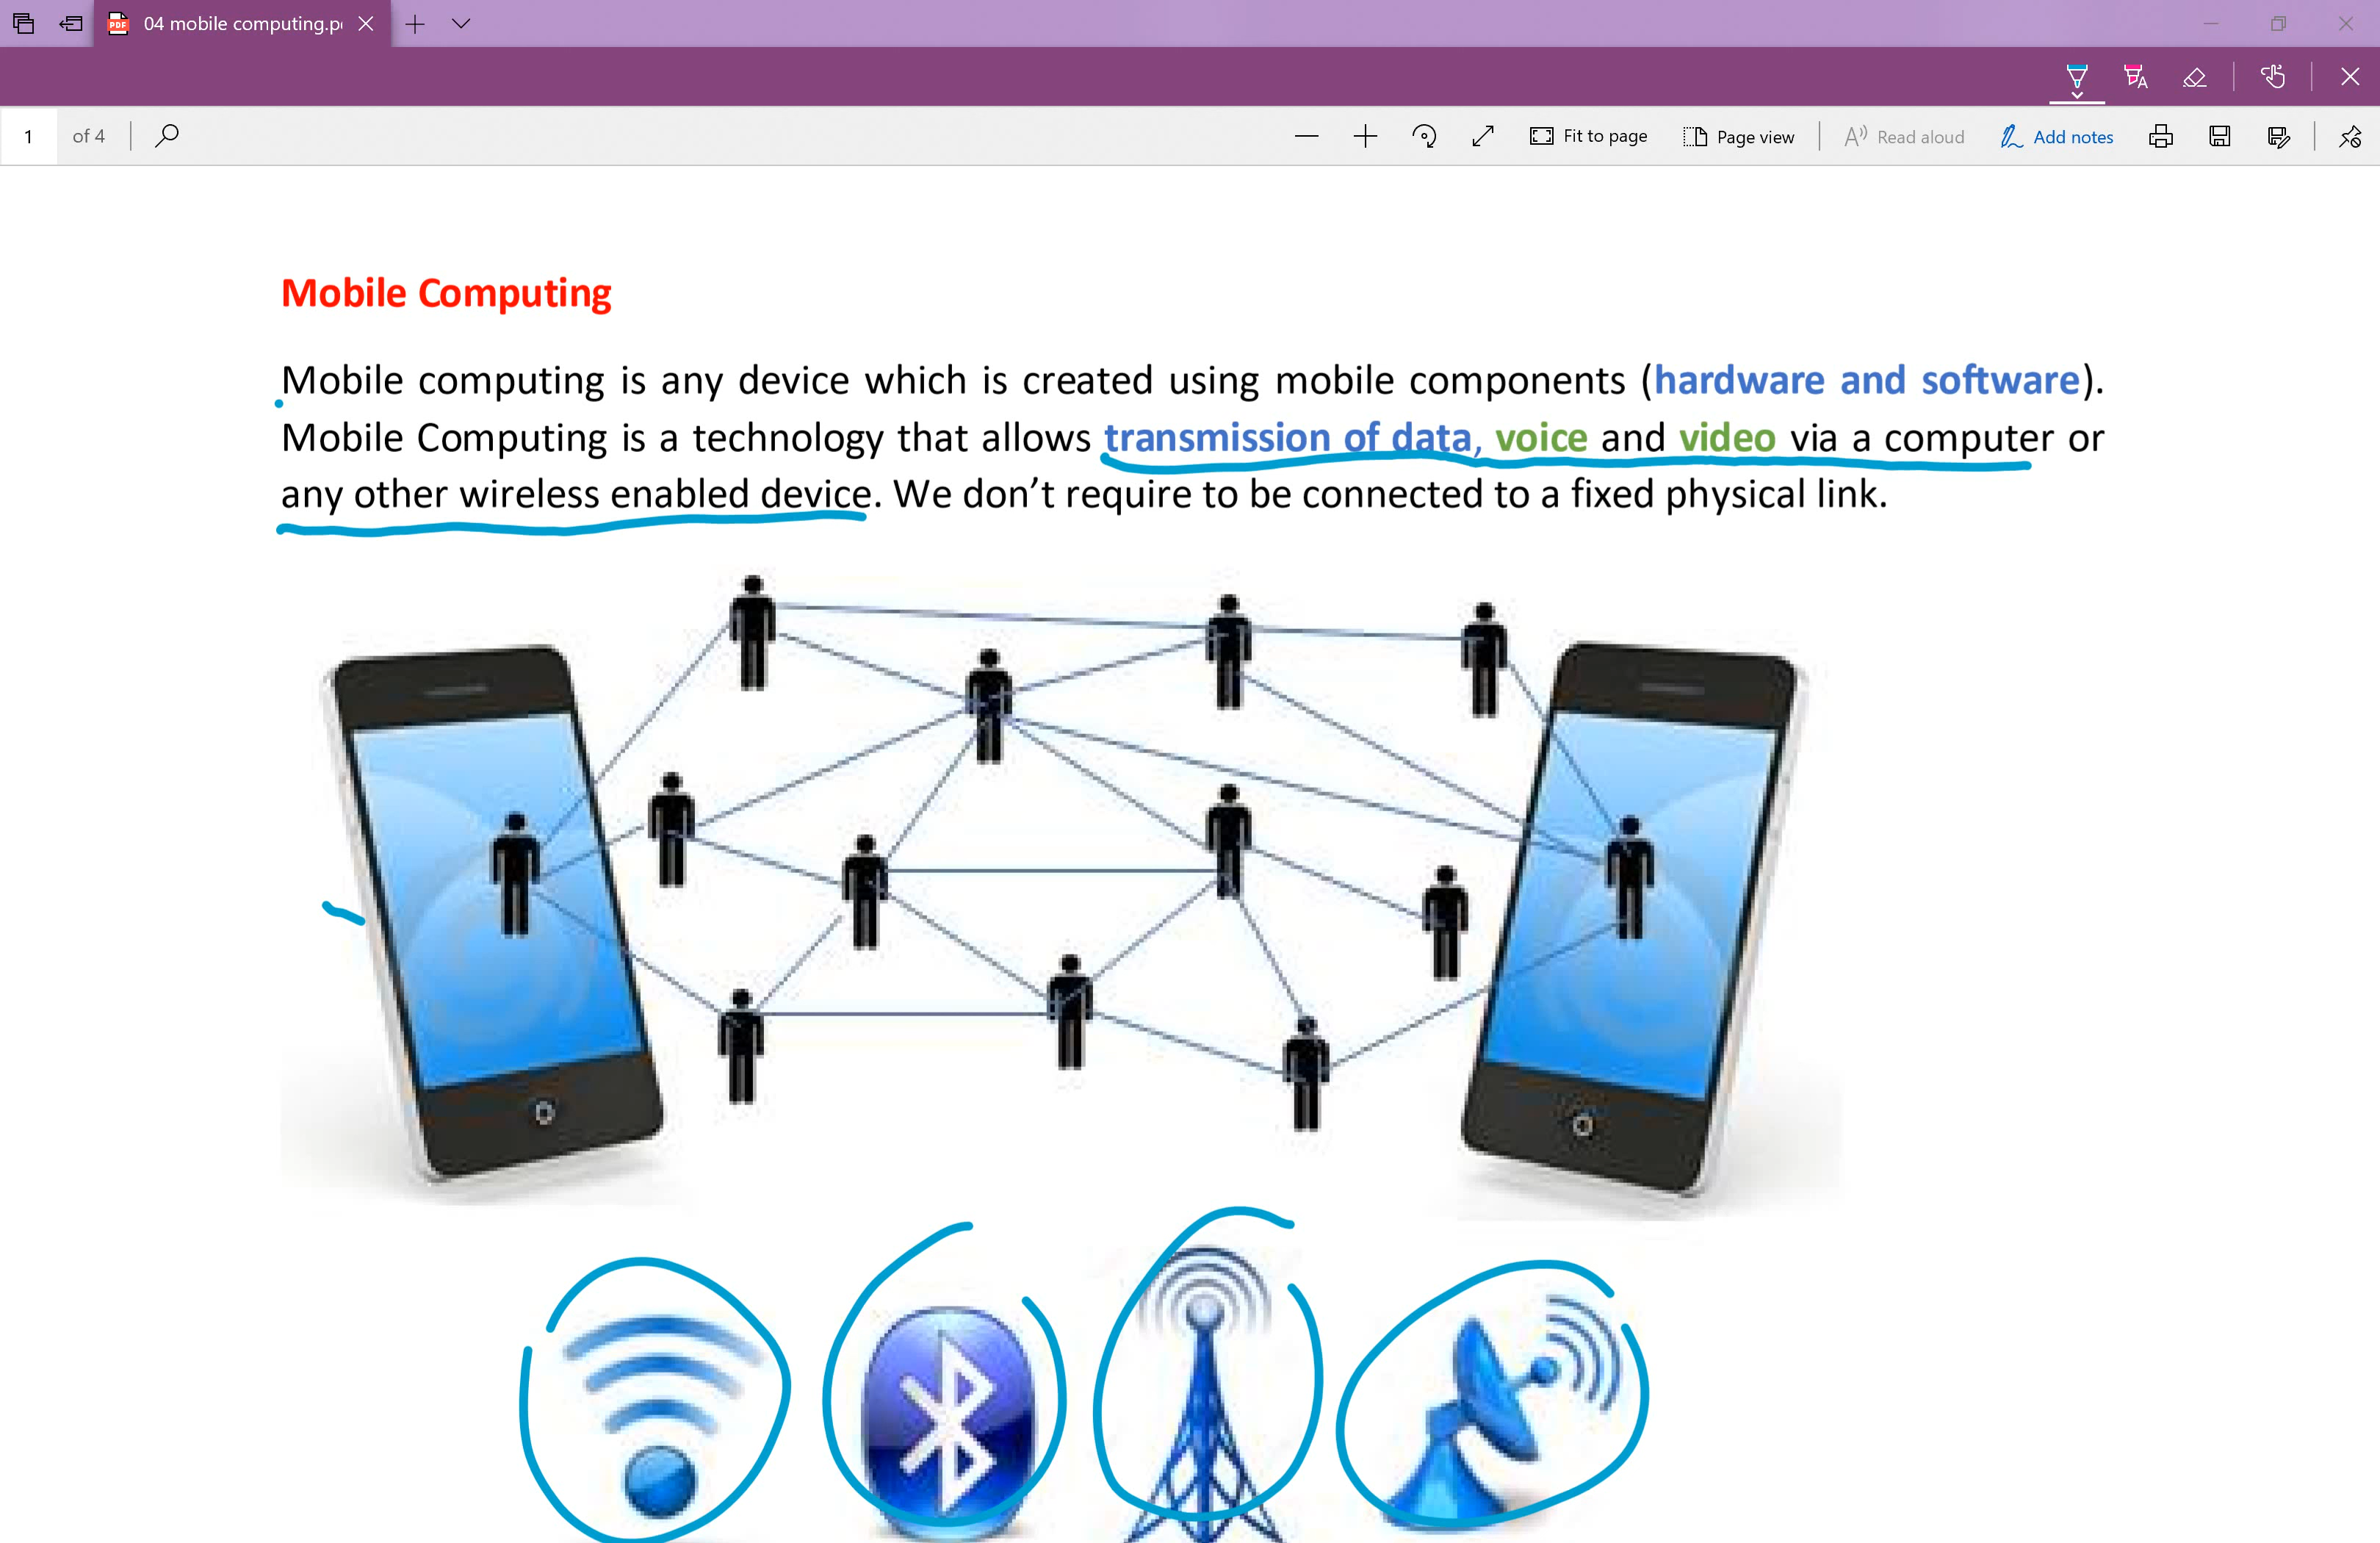 04 mobile computing.p
1 of 4 Fit to page Page view Read aloud Add notes
Mobile Computing
Mobile computing is any device which is created using mobile components (hardware and software).
Mobile Computing is a technology that allows transmission of data, voice and video via a computer or
any other wireless enabled device. We don’t require to be connected to a fixed physical link.